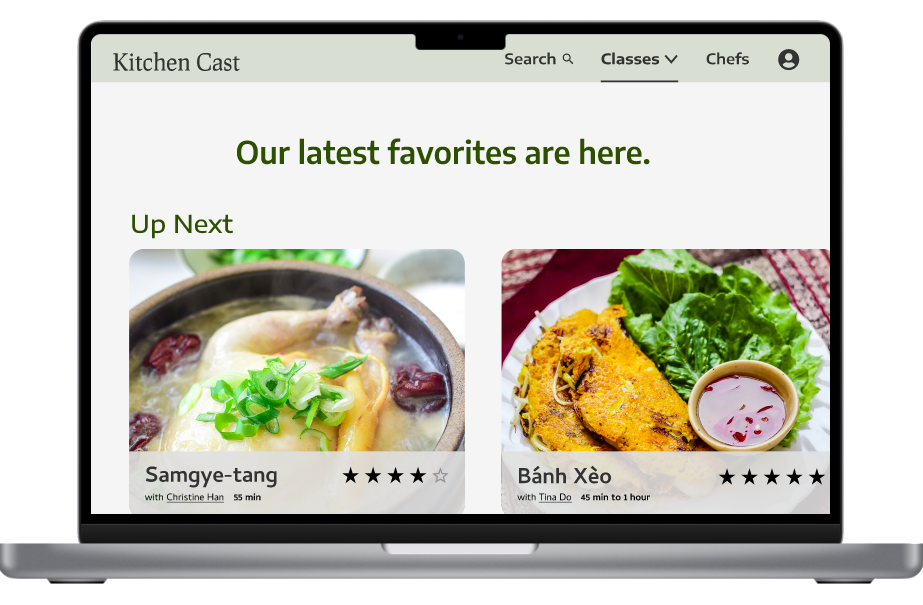 Kitchen Cast
Search
Classes
Chefs
Our latest favorites are here.
Up Next
Samgye-tang
with Christine Han 55 min
Bánh Xèo
with Tina Do 45 min to 1 hour